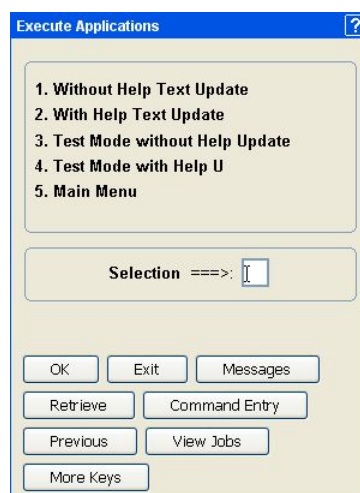 Execute Applications ?
1. Without Help Text Update
2. With Help Text Update
3. Test Mode without Help Update
4. Test Mode with Help U
5. Main Menu
Selection ===>:
OK Exit Messages
Retrieve Command Entry
Previous View Jobs
More Keys